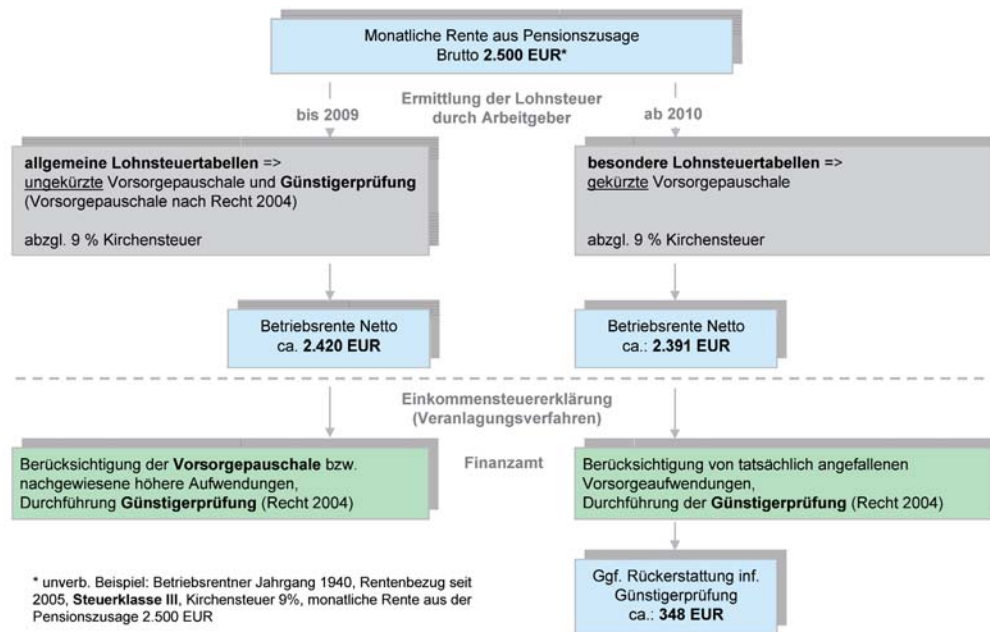 Monatliche Rente aus Pensionszusage
Brutto 2.500 EUR*
Ermittlung der Lohnsteuer
durch Arbeitgeber
bis 2009
ab 2010
allgemeine Lohnsteuertabellen =>
ungekürzte Vorsorgepauschale und Günstigerprüfung
(Vorsorgepauschale nach Recht 2004)
abzgl. 9 % Kirchensteuer
besondere Lohnsteuertabellen =>
gekürzte Vorsorgepauschale
abzgl. 9 % Kirchensteuer
Betriebsrente Netto
ca. 2.420 EUR
Betriebsrente Netto
ca.: 2.391 EUR
Einkommensteuererklärung
(Veranlagungsverfahren)
Finanzamt
Berücksichtigung der Vorsorgepauschale bzw.
nachgewiesene höhere Aufwendungen,
Durchführung Günstigerprüfung (Recht 2004)
Berücksichtigung von tatsächlich angefallenen
Vorsorgeaufwendungen,
Durchführung der Günstigerprüfung (Recht 2004)
Ggf. Rückerstattung inf.
Günstigerprüfung
ca.: 348 EUR
* unverb. Beispiel: Betriebsrentner Jahrgang 1940, Rentenbezug seit
2005, Steuerklasse III, Kirchensteuer 9%, monatliche Rente aus der
Pensionszusage 2.500 EUR